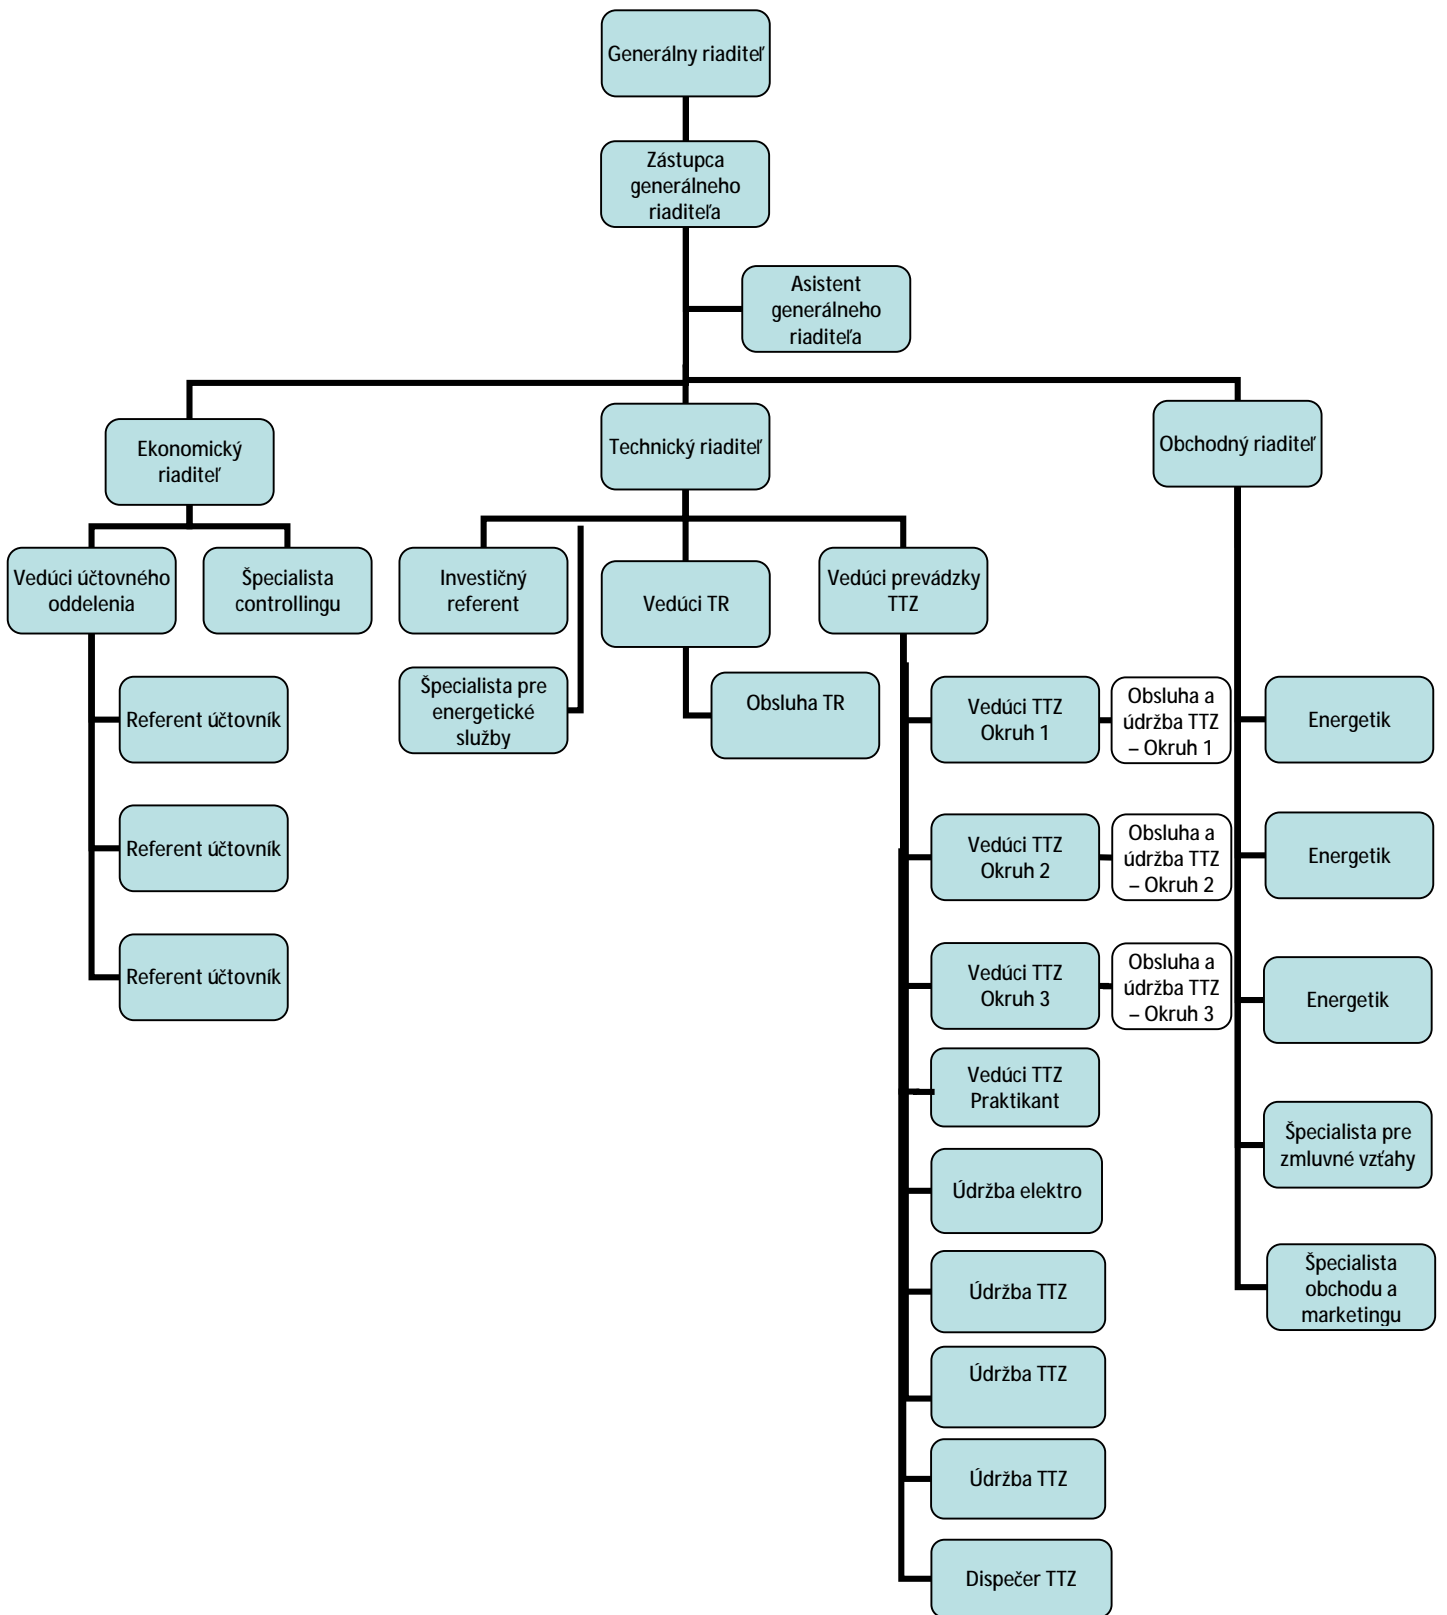 Generálny riaditeľ
Zástupca
generálneho
riaditeľa
Asistent
generálneho
riaditeľa
Ekonomický
riaditeľ
Technický riaditeľ
Obchodný riaditeľ
Vedúci účtovného
oddelenia
Špecialista
controllingu
Investičný
referent
Vedúci TR
Vedúci prevádzky
TTZ
Referent účtovník
Referent účtovník
Referent účtovník
Špecialista pre
energetické
služby
Obsluha TR
Vedúci TTZ
Okruh 1
Obsluha a
údržba TTZ
– Okruh 1
Energetik
Vedúci TTZ
Okruh 2
Obsluha a
údržba TTZ
– Okruh 2
Energetik
Vedúci TTZ
Okruh 3
Obsluha a
údržba TTZ
– Okruh 3
Energetik
Vedúci TTZ
Praktikant
Špecialista pre
zmluvné vzťahy
Údržba elektro
Údržba TTZ
Špecialista
obchodu a
marketingu
Údržba TTZ
Údržba TTZ
Dispečer TTZ